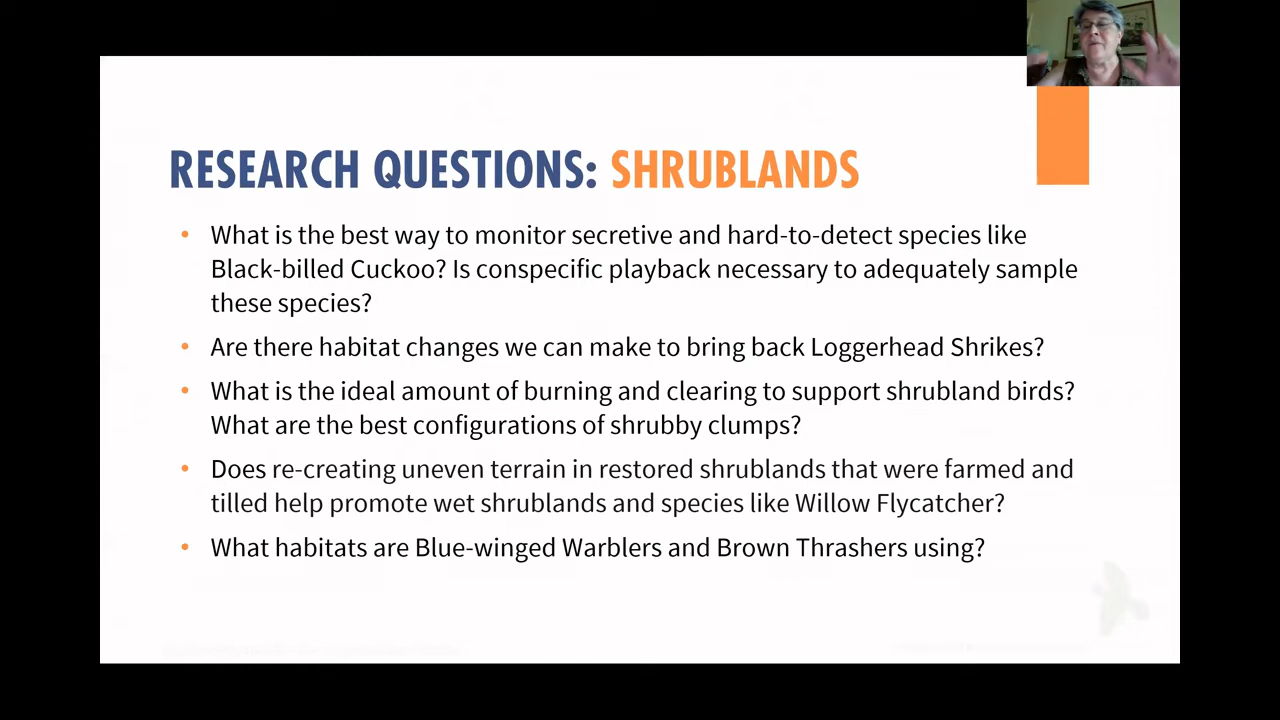 RESEARCH QUESTIONS: SHRUBLANDS
• What is the best way to monitor secretive and hard-to-detect species like
Black-billed Cuckoo? Is conspecific playback necessary to adequately sample
these species?
• Are there habitat changes we can make to bring back Loggerhead Shrikes?
• What is the ideal amount of burning and clearing to support shrubland birds?
What are the best configurations of shrubby clumps?
• Does re-creating uneven terrain in restored shrublands that were farmed and
tilled help promote wet shrublands and species like Willow Flycatcher?
• What habitats are Blue-winged Warblers and Brown Thrashers using?